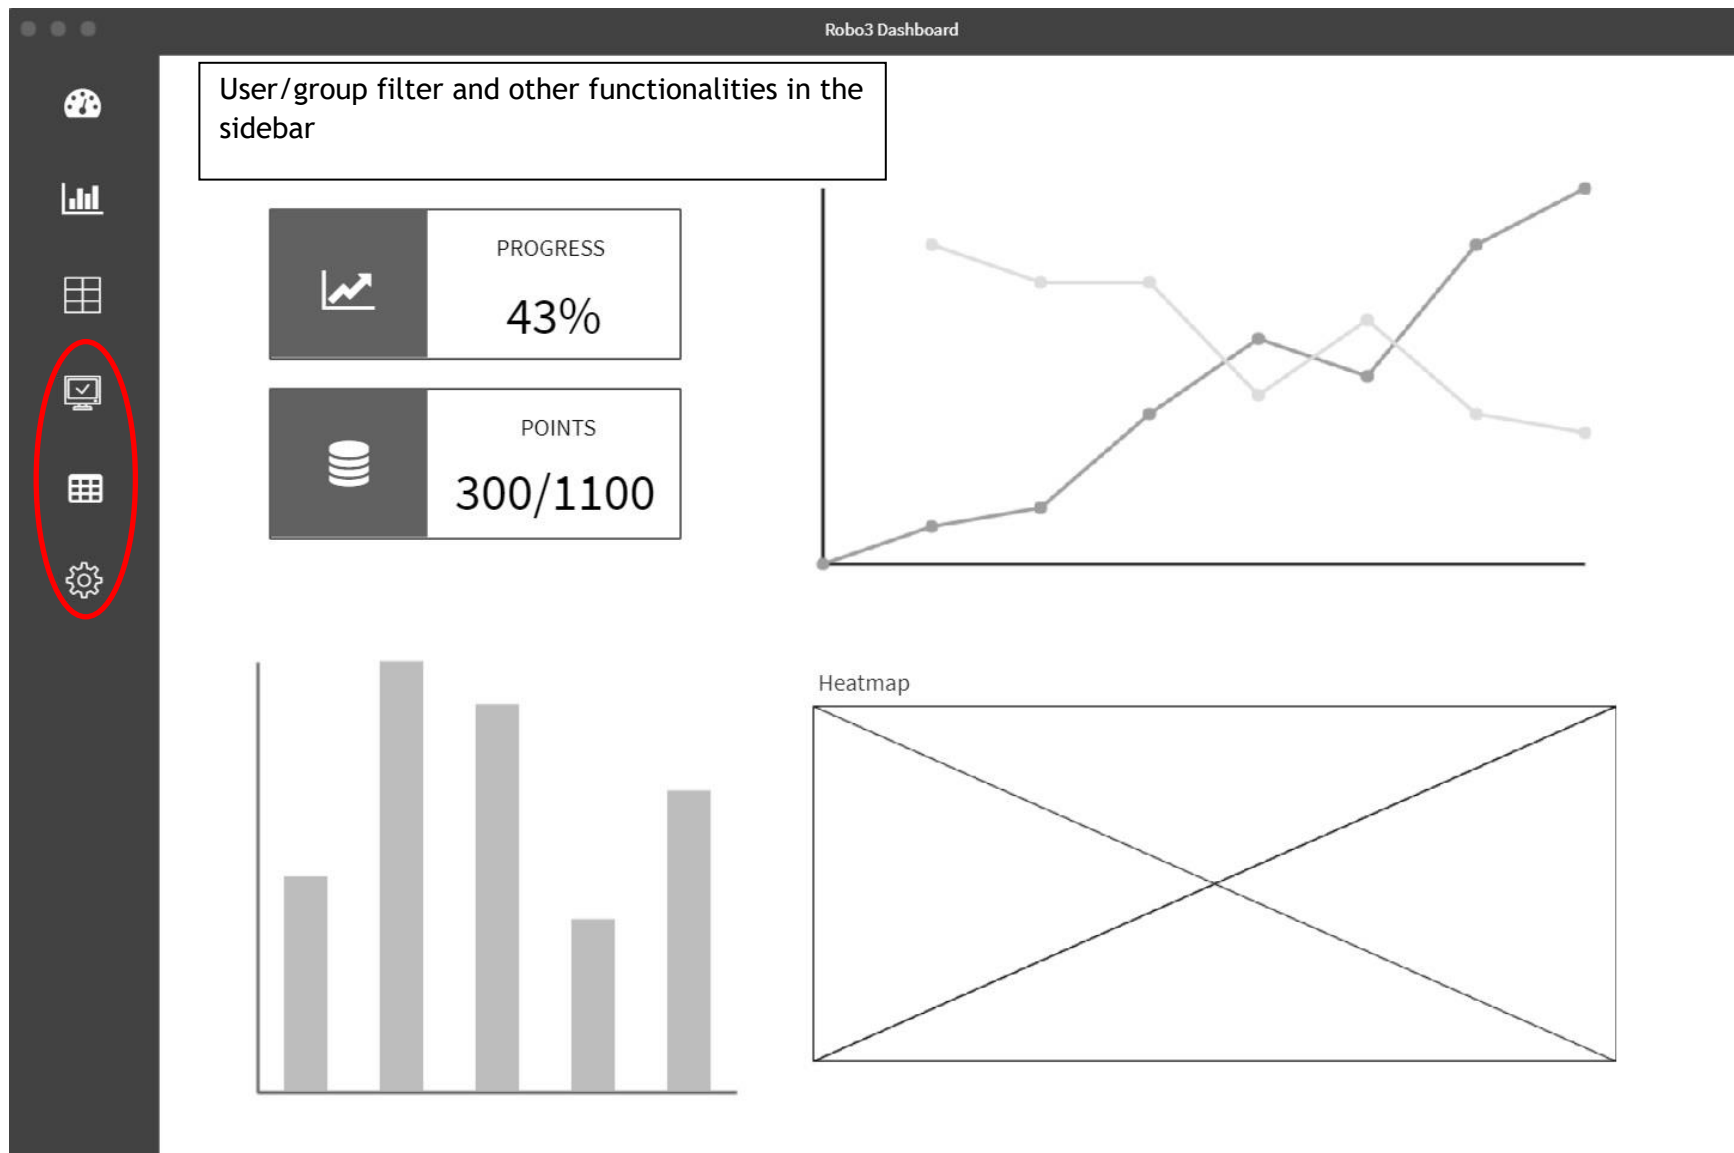 Robo3 Dashboard
User/group filter and other functionalities in the
sidebar
PROGRESS
43%
POINTS
300/1100
Heatmap